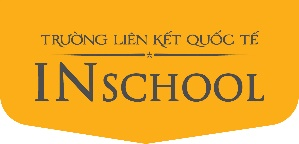 TRƯỜNG LIÊN KẾT QUỐC TẾ
INSCHOOL